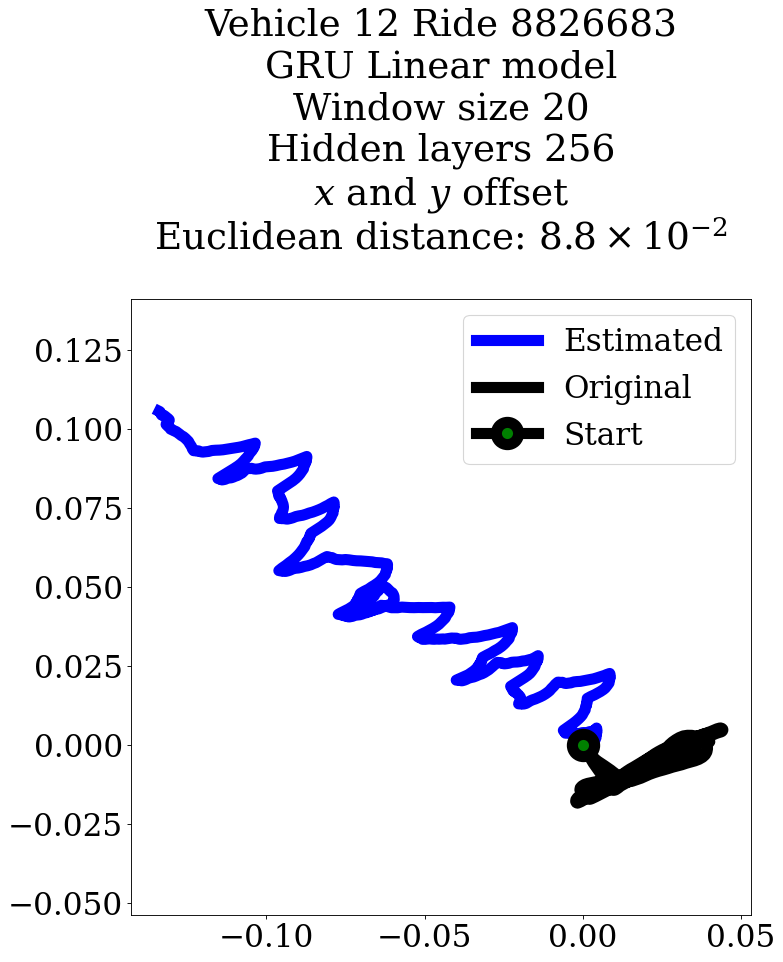 Vehicle 12 Ride 8826683
GRU Linear model
Window size 20
Hidden layers 256
x and y offset
Euclidean distance: 8.8 × 10⁻²
Estimated
Original
Start
0.125
0.100
0.075
0.050
0.025
0.000
−0.025
−0.050
−0.10
−0.05
0.00
0.05